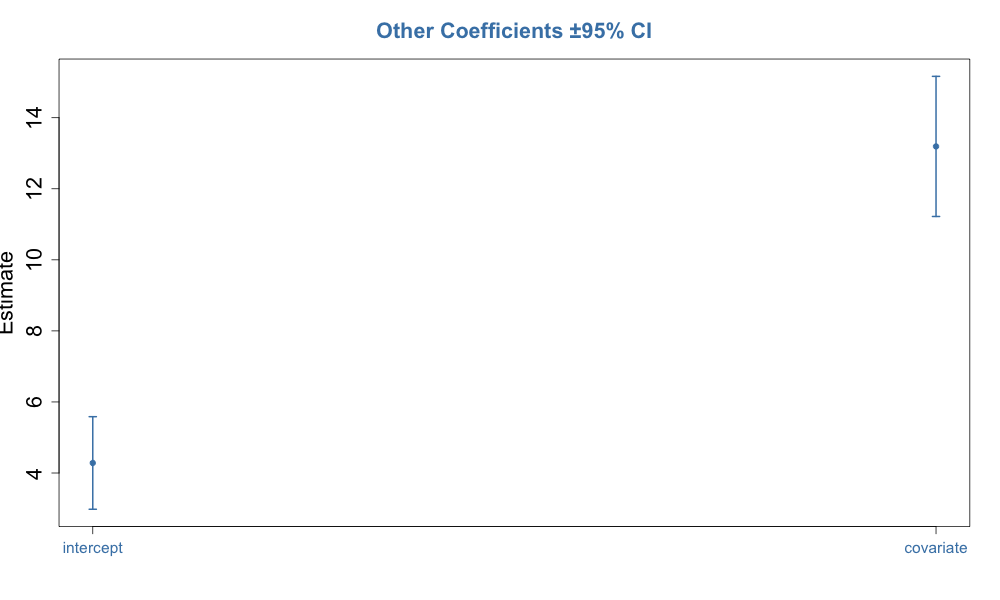 Other Coefficients ±95% CI
Estimate
14
12
10
8
6
4
intercept
covariate